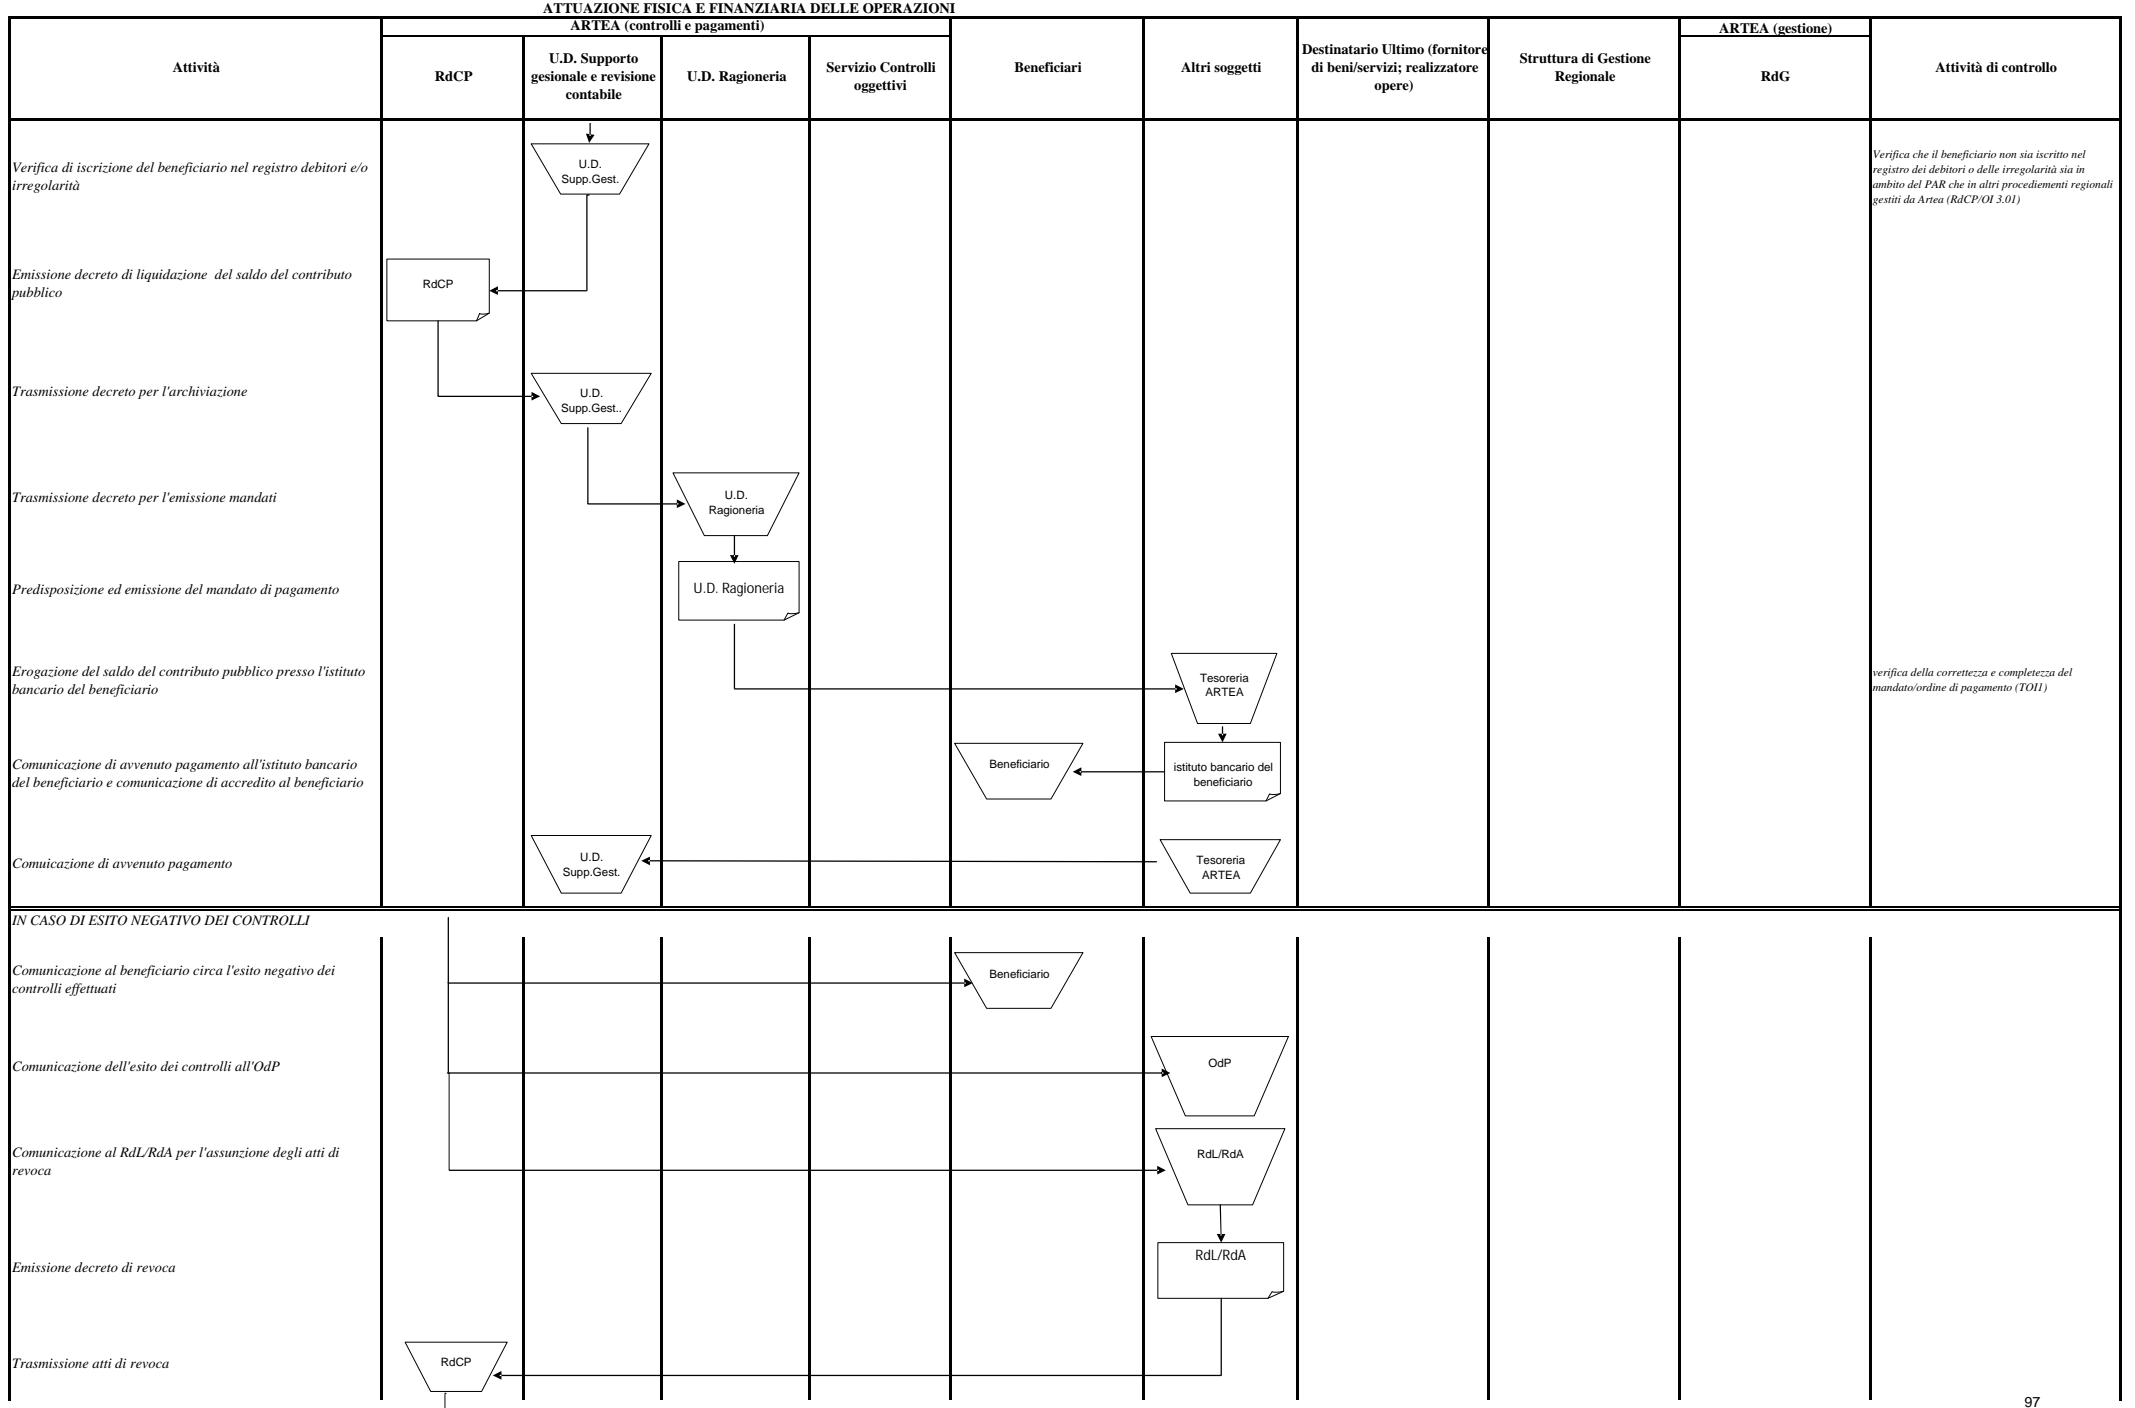 ATTUAZIONE FISICA E FINANZIARIA DELLE OPERAZIONI
Attività
ARTEA (controlli e pagamenti)
RdCP
U.D. Supporto
gesionale e revisione
contabile
U.D. Ragioneria
Servizio Controlli
oggettivi
Beneficiari
Altri soggetti
Destinatario Ultimo (fornitore
di beni/servizi; realizzatore
opere)
Struttura di Gestione
Regionale
ARTEA (gestione)
RdG
Attività di controllo
Verifica di iscrizione del beneficiario nel registro debitori e/o
irregolarità
U.D.
Supp.Gest.
Verifica che il beneficiario non sia iscritto nel
registro dei debitori o delle irregolarità sia in
ambito del PAR che in altri procediementi regionali
gestiti da Artea (RdCP/OI 3.01)
Emissione decreto di liquidazione del saldo del contributo
pubblico
RdCP
Trasmissione decreto per l'archiviazione
U.D.
Supp.Gest..
Trasmissione decreto per l'emissione mandati
U.D.
Ragioneria
Predisposizione ed emissione del mandato di pagamento
U.D. Ragioneria
Erogazione del saldo del contributo pubblico presso l'istituto
bancario del beneficiario
Tesoreria
ARTEA
verifica della correttezza e completezza del
mandato/ordine di pagamento (TOI1)
Comunicazione di avvenuto pagamento all'istituto bancario
del beneficiario e comunicazione di accredito al beneficiario
Beneficiario
istituto bancario del
beneficiario
Comuicazione di avvenuto pagamento
U.D.
Supp.Gest.
Tesoreria
ARTEA
IN CASO DI ESITO NEGATIVO DEI CONTROLLI
Comunicazione al beneficiario circa l'esito negativo dei
controlli effettuati
Beneficiario
Comunicazione dell'esito dei controlli all'OdP
OdP
Comunicazione al RdL/RdA per l'assunzione degli atti di
revoca
RdL/RdA
Emissione decreto di revoca
RdL/RdA
Trasmissione atti di revoca
RdCP
97